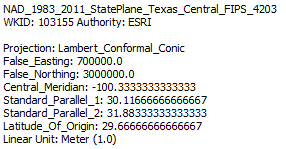 NAD_1983_2011_StatePlane_Texas_Central_FIPS_4203
WKID: 103155 Authority: ESRI
Projection: Lambert_Conformal_Conic
False_Easting: 700000.0
False_Northing: 3000000.0
Central_Meridian: -100.3333333333333
Standard_Parallel_1: 30.11666666666667
Standard_Parallel_2: 31.88333333333333
Latitude_Of_Origin: 29.66666666666667
Linear Unit: Meter (1.0)